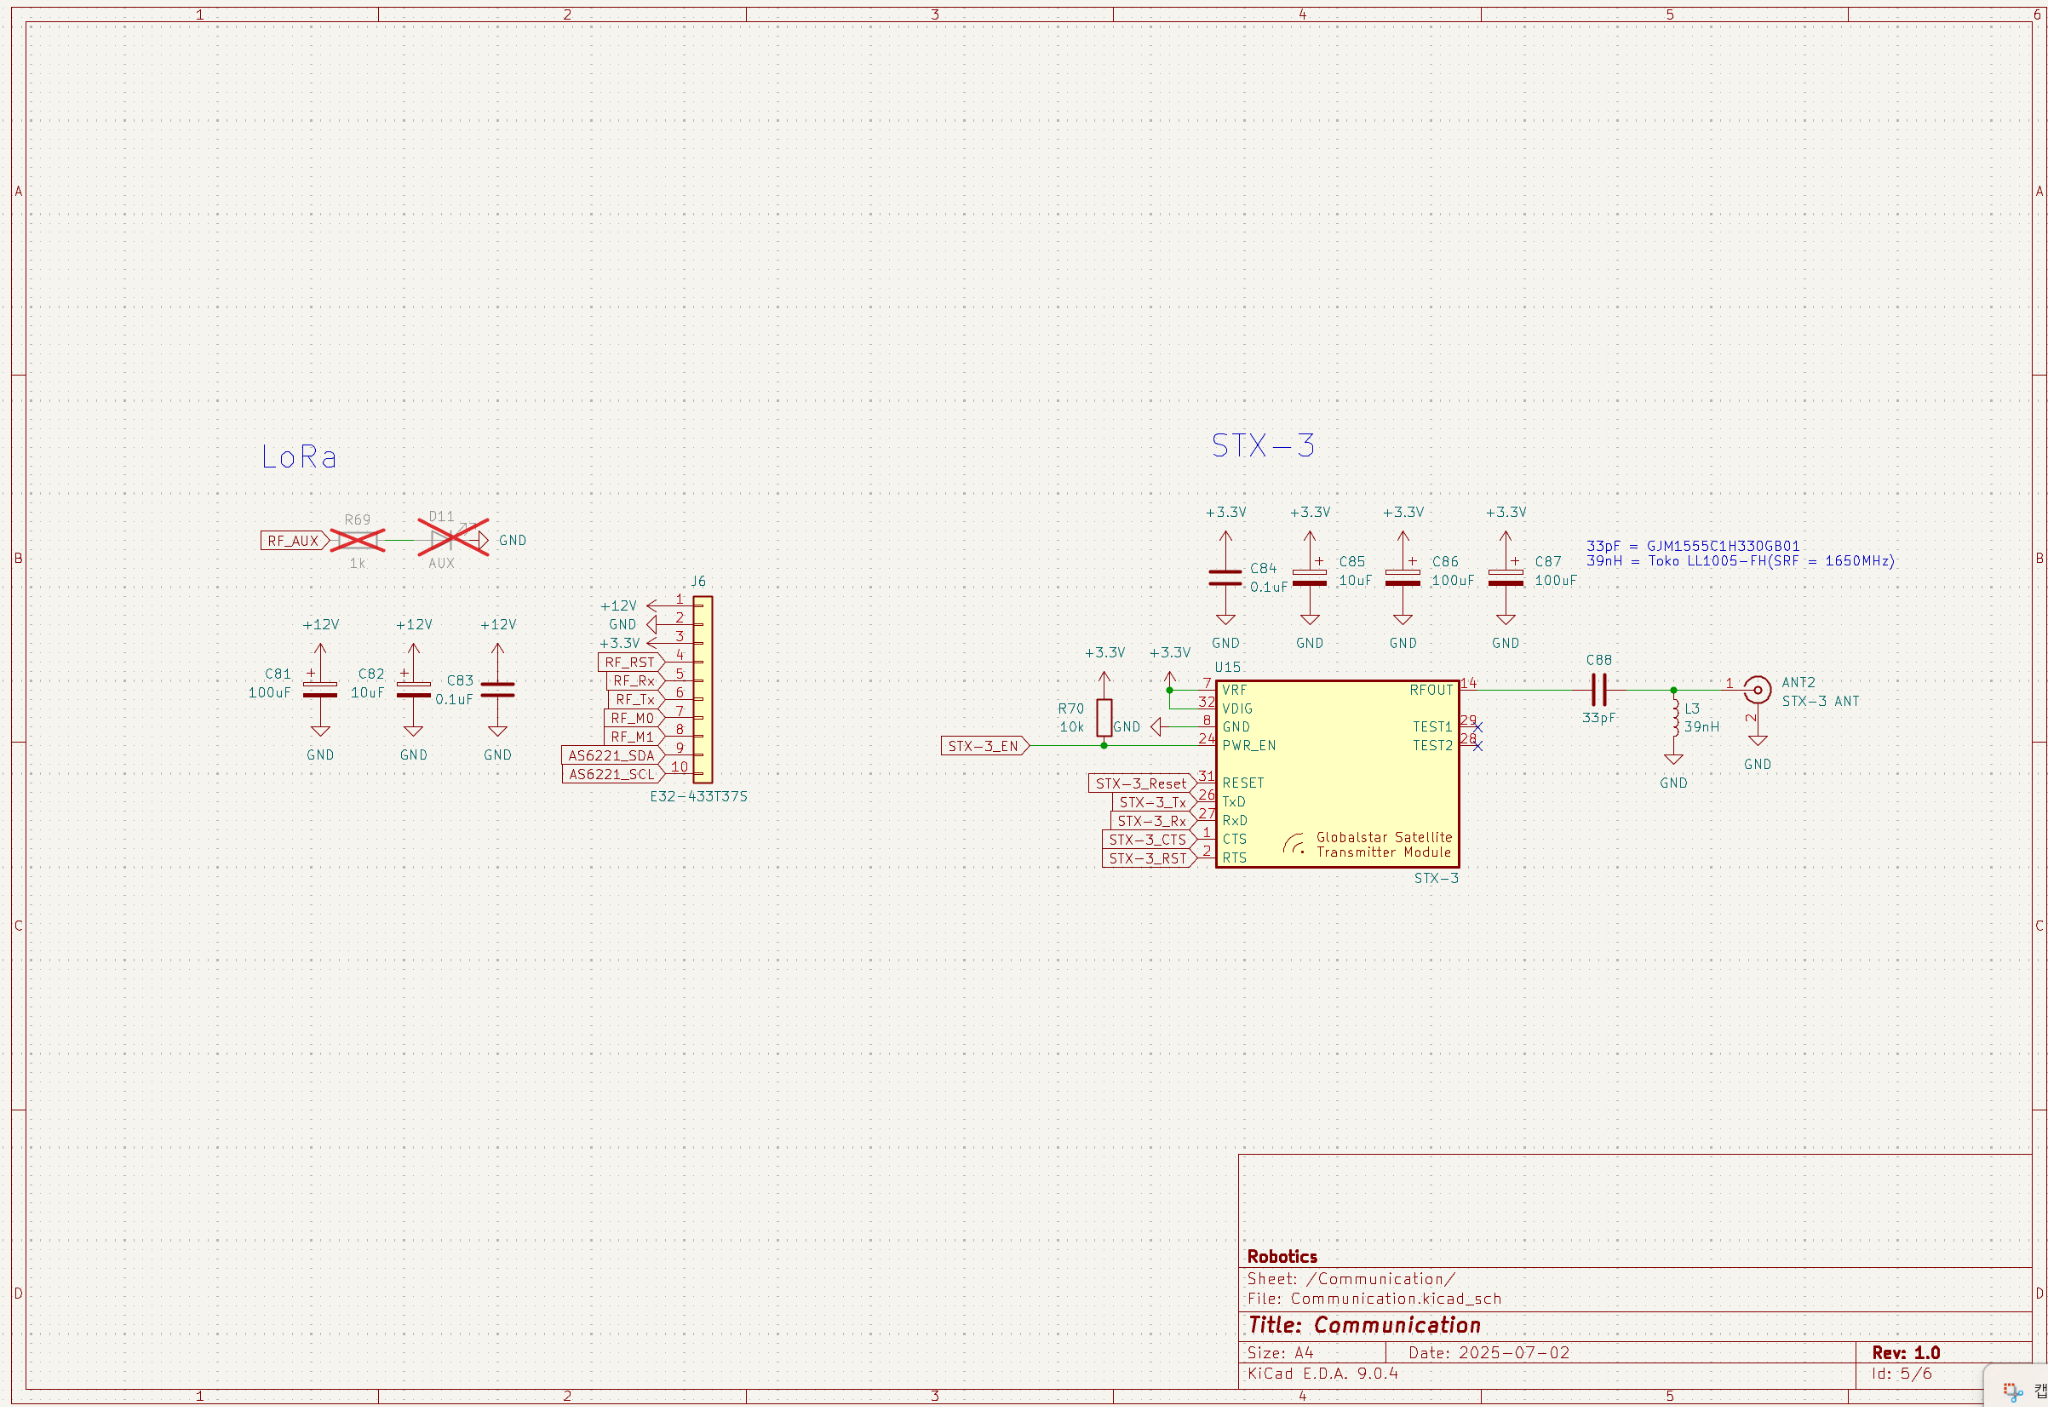 1 2 3 4 5 6
A A
B B
C C
D D
LoRa
RF_AUX
R69
1k
D11
AUX
GND
+12V
C81
100uF
GND
+12V
C82
10uF
GND
+12V
C83
0.1uF
GND
J6
+12V 1
GND 2
+3.3V 3
RF_RST 4
RF_Rx 5
RF_Tx 6
RF_M0 7
RF_M1 8
AS6221_SDA 9
AS6221_SCL 10
E32-433T37S
STX-3
+3.3V
C84
0.1uF
GND
+3.3V
C85
10uF
GND
+3.3V
C86
100uF
GND
+3.3V
C87
100uF
GND
33pF = GJM1555C1H330GB01
39nH = Toko LL1005-FH(SRF = 1650MHz)
+3.3V
R70
10k
+3.3V
GND
STX-3_EN
U15
7 VRF
32 VDIG
8 GND
24 PWR_EN
STX-3_Reset 31 RESET
STX-3_Tx 26 TxD
STX-3_Rx 27 RxD
STX-3_CTS 1 CTS
STX-3_RST 2 RTS
RFOUT 14
TEST1 29
TEST2 28
Globalstar Satellite
Transmitter Module
STX-3
C88
33pF
L3
39nH
GND
1
2
ANT2
STX-3 ANT
GND
Robotics
Sheet: /Communication/
File: Communication.kicad_sch
Title: Communication
Size: A4 Date: 2025-07-02 Rev: 1.0
KiCad E.D.A. 9.0.4 Id: 5/6
1 2 3 4 5